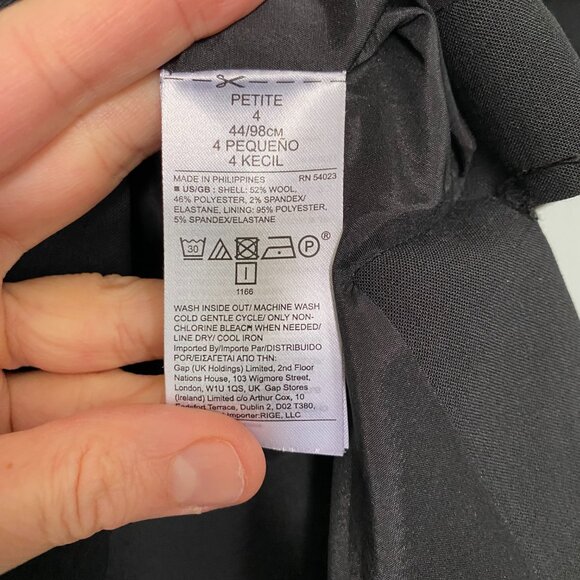 PETITE
4
44/98CM
4 PEQUEÑO
4 KECIL
MADE IN PHILIPPINES RN 54023
■ US/GB : SHELL: 52% WOOL,
46% POLYESTER, 2% SPANDEX/
ELASTANE, LINING: 95% POLYESTER,
5% SPANDEX/ELASTANE
30 P ®
I
1166
WASH INSIDE OUT/ MACHINE WASH
COLD GENTLE CYCLE/ ONLY NON-
CHLORINE BLEACH WHEN NEEDED/
LINE DRY/ COOL IRON
Imported By/Importe Par/DISTRIBUIDO
POR/ΕΙΣΑΓΕΤΑΙ ΑΠΟ ΤΗΝ:
Gap (UK Holdings) Limited, 2nd Floor
Nations House, 103 Wigmore Street,
London, W1U 1QS, UK Gap Stores
(Ireland) Limited c/o Arthur Cox, 10
Terrace, Dublin 2, D02 T380,
Importer:RIGE, LLC